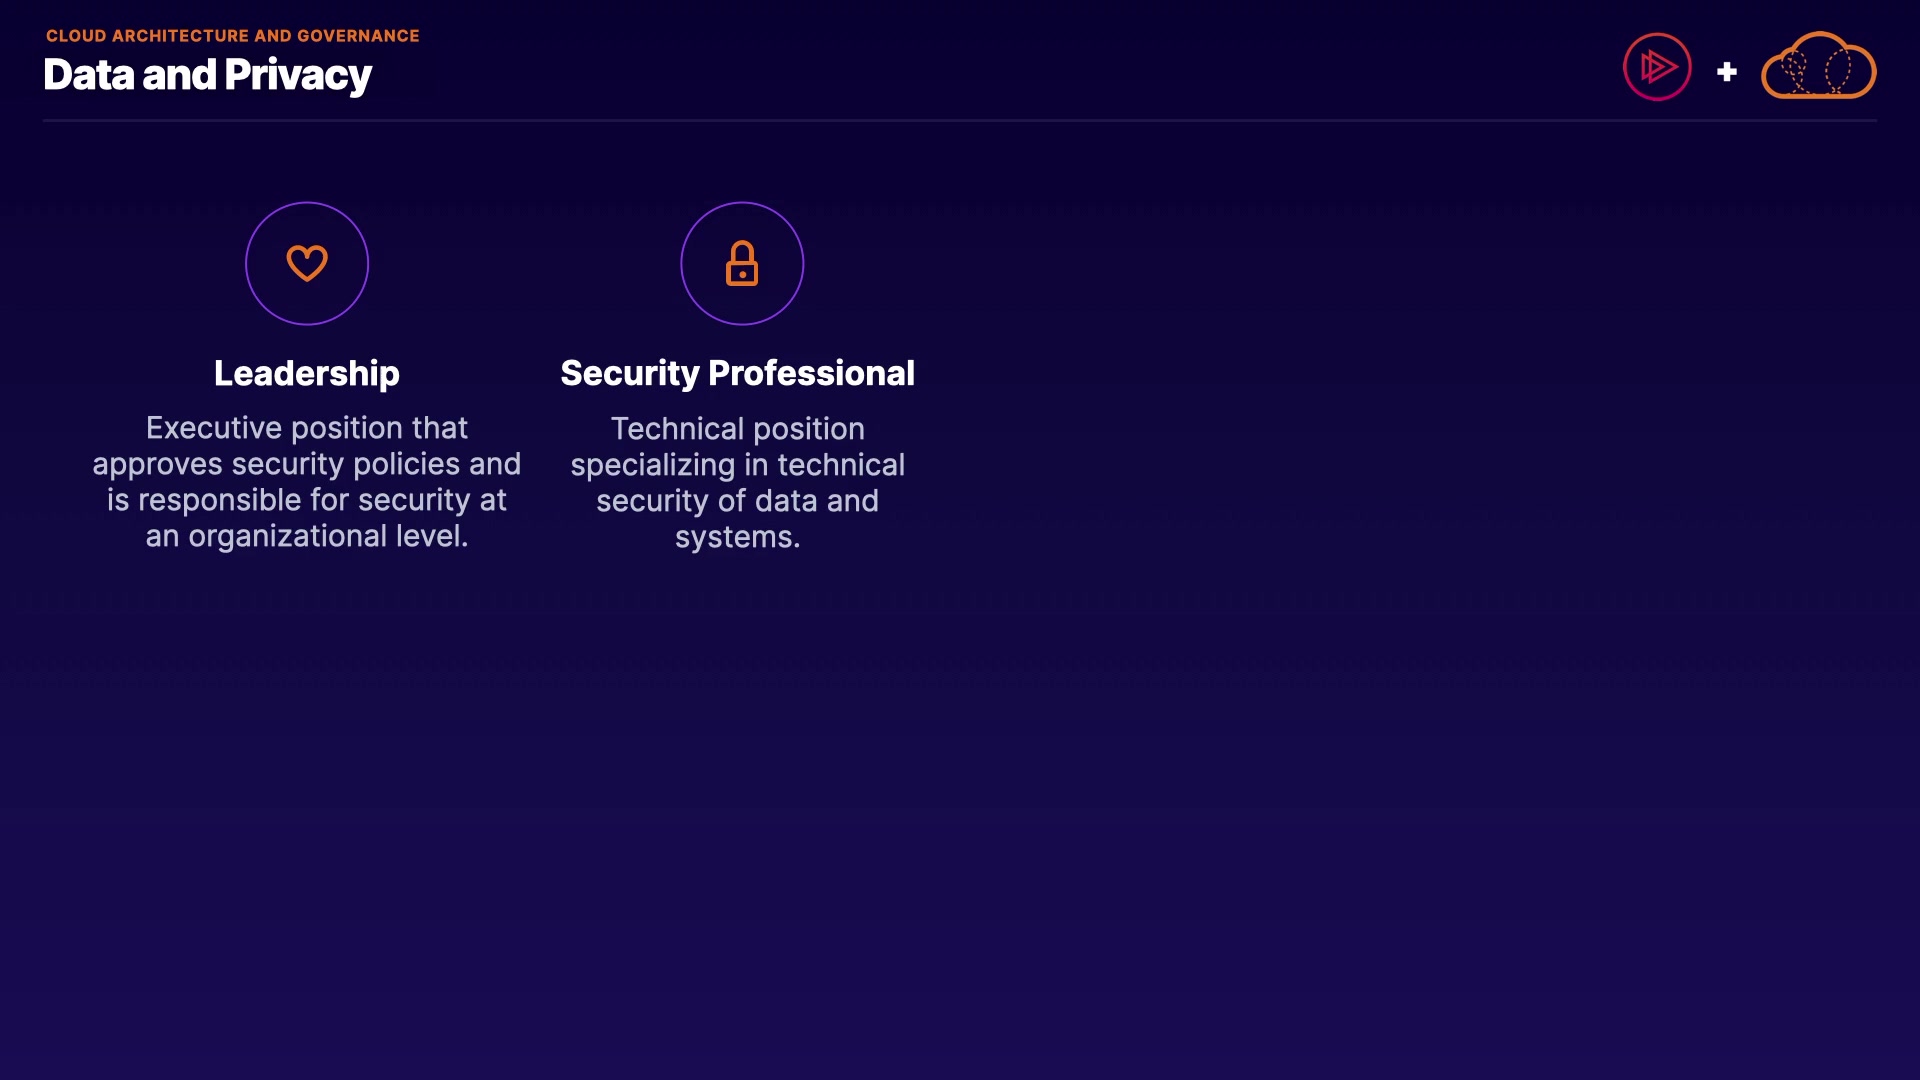 CLOUD ARCHITECTURE AND GOVERNANCE
Data and Privacy
+
Leadership
Executive position that
approves security policies and
is responsible for security at
an organizational level.
Security Professional
Technical position
specializing in technical
security of data and
systems.